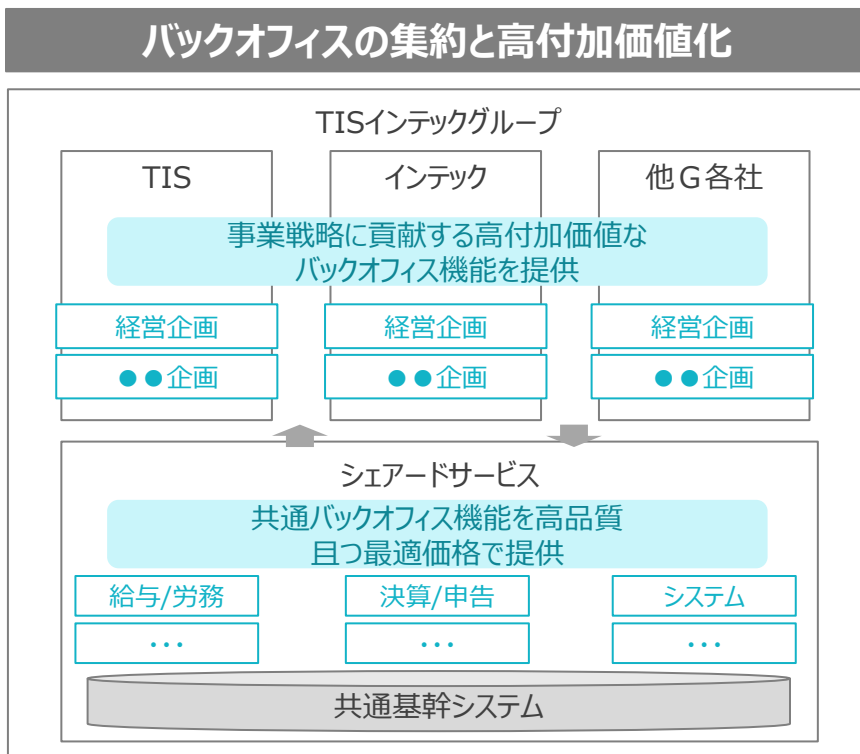 バックオフィスの集約と高付加価値化
TISインテックグループ
TIS
インテック
他G各社
事業戦略に貢献する高付加価値な
バックオフィス機能を提供
経営企画
経営企画
経営企画
●●企画
●●企画
●●企画
シェアードサービス
共通バックオフィス機能を高品質
且つ最適価格で提供
給与/労務
決算/申告
システム
・・・
・・・
・・・
共通基幹システム